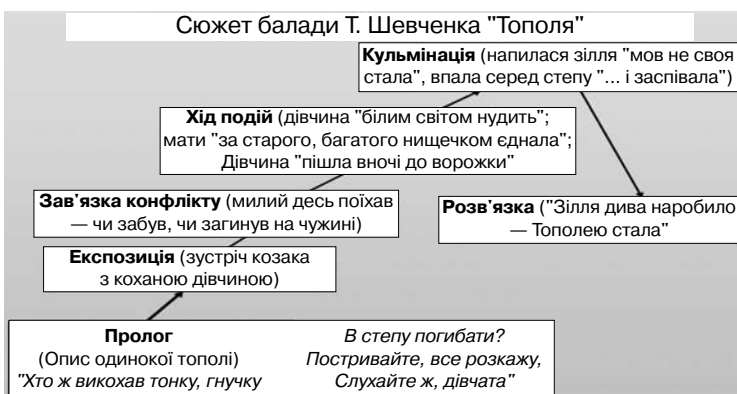 Сюжет балади Т. Шевченка "Тополя"
Кульмінація (напилася зілля "мов не своя
стала", впала серед степу "... і заспівала")
Хід подій (дівчина "білим світом нудить";
мати "за старого, багатого нищечком єднала";
Дівчина "пішла вночі до ворожки"
Зав'язка конфлікту (милий десь поїхав
— чи забув, чи загинув на чужині)
Розв'язка ("Зілля дива наробило
— Тополею стала"
Експозиція (зустріч козака
з коханою дівчиною)
Пролог
(Опис одинокої тополі)
"Хто ж викохав тонку, гнучку
В степу погибати?
Постривайте, все розкажу,
Слухайте ж, дівчата"